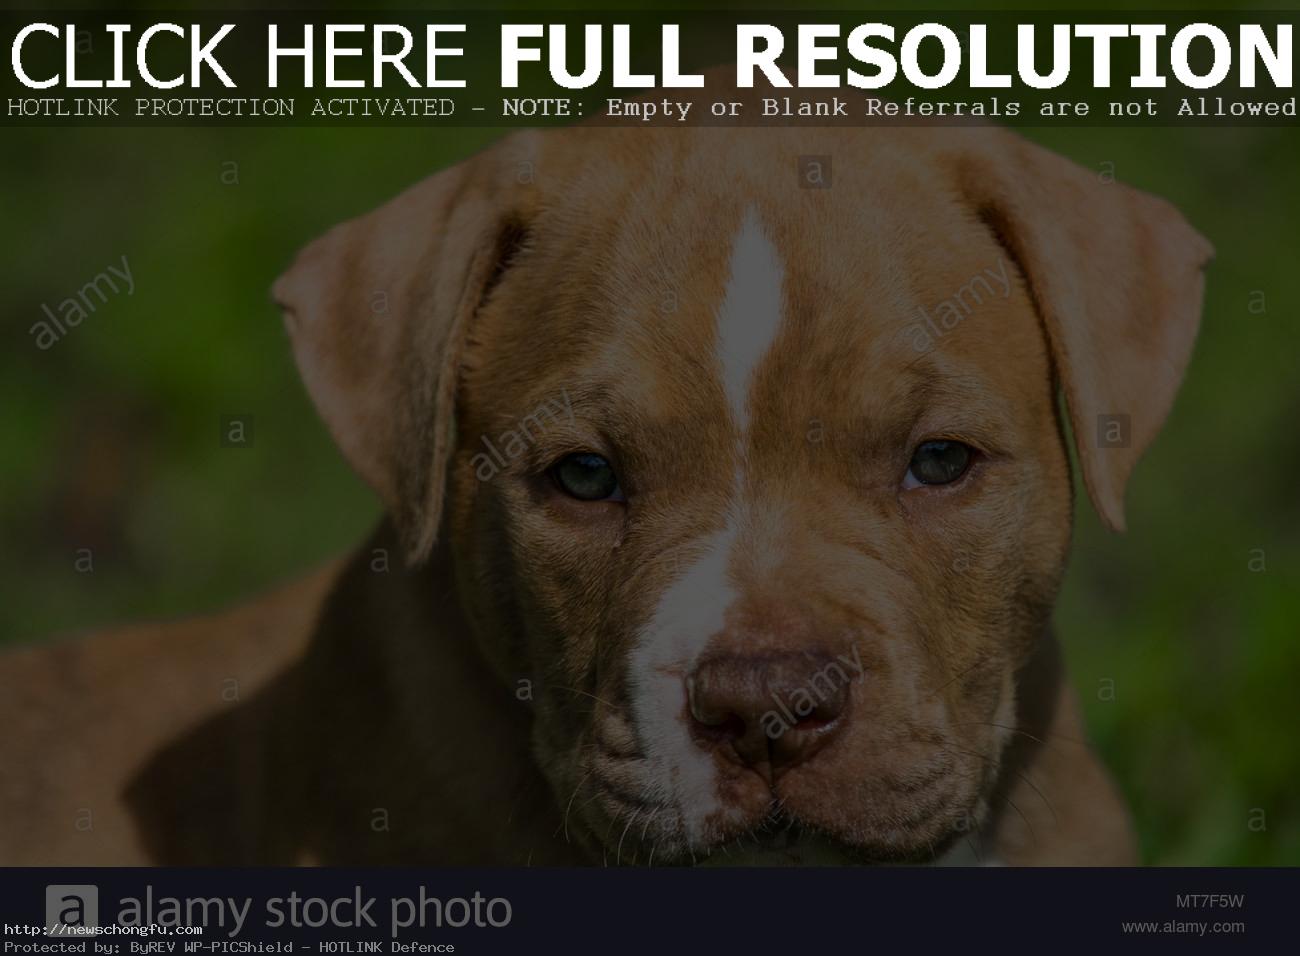 CLICK HERE FULL RESOLUTION
HOTLINK PROTECTION ACTIVATED - NOTE: Empty or Blank Referrals are not Allowed
a a a
alamy
a a alamy a
alamy
a a a
a a a a
a a alamy a
a a a a
a alamy stock photo
MT7F5W
http://newschongfu.com
www.alamy.com
Protected by: ByREV WP-PICShield - HOTLINK Defence